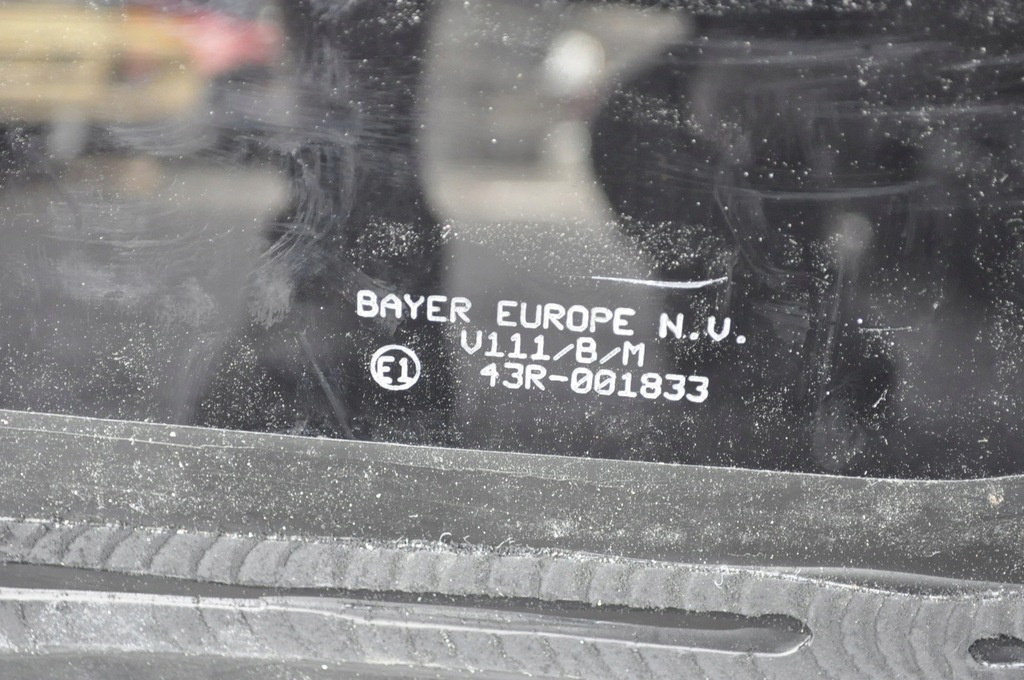 BAYER EUROPE N.V.
V111/B/M
E1 43R-001833